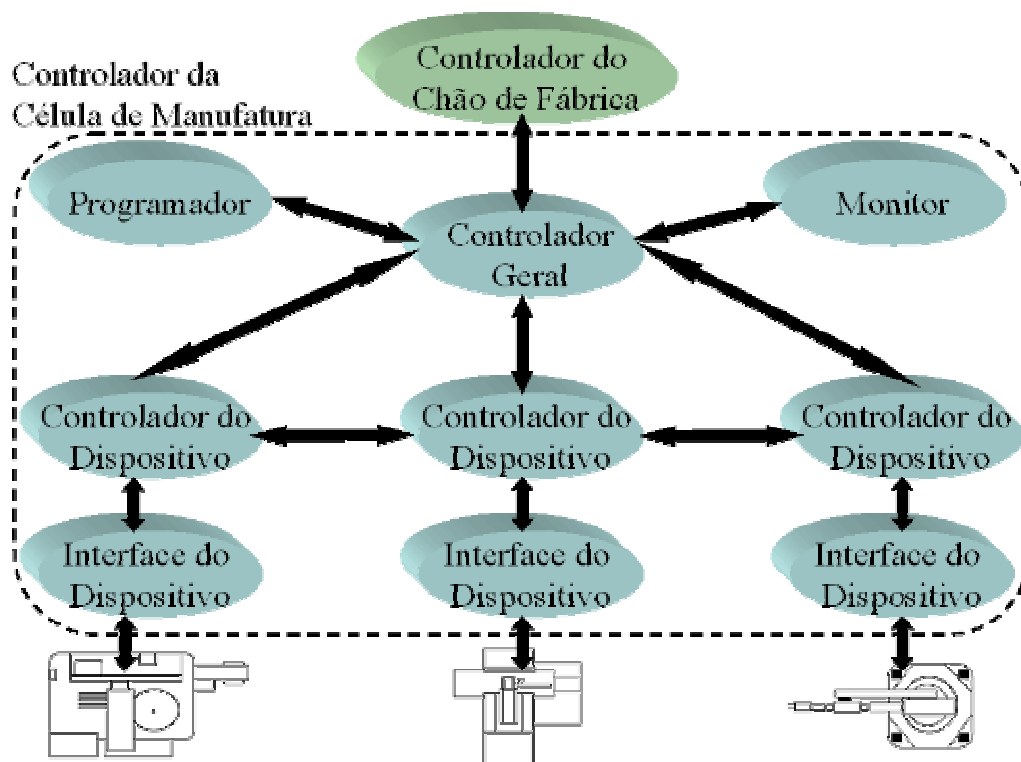 Controlador do
Chão de Fábrica
Controlador da
Célula de Manufatura
Programador
Monitor
Controlador
Geral
Controlador do
Dispositivo
Controlador do
Dispositivo
Controlador do
Dispositivo
Interface do
Dispositivo
Interface do
Dispositivo
Interface do
Dispositivo